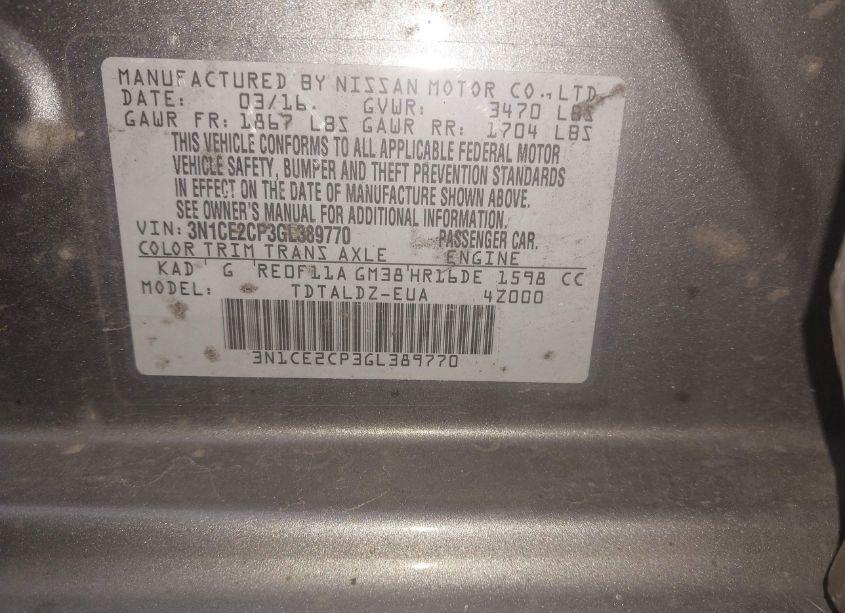 MANUFACTURED BY NISSAN MOTOR CO.,LTD.
DATE: 03/16. GVWR: 3470 LBS
GAWR FR: 1867 LBS GAWR RR: 1704 LBS
THIS VEHICLE CONFORMS TO ALL APPLICABLE FEDERAL MOTOR
VEHICLE SAFETY, BUMPER AND THEFT PREVENTION STANDARDS
IN EFFECT ON THE DATE OF MANUFACTURE SHOWN ABOVE.
SEE OWNER'S MANUAL FOR ADDITIONAL INFORMATION.
VIN: 3N1CE2CP3GL389770 PASSENGER CAR.
COLOR TRIM TRANS AXLE ENGINE
KAD G RE0F11A GM38 HR16DE 1598 CC
MODEL: TDTALDZ-EUA 4Z000
3N1CE2CP3GL389770